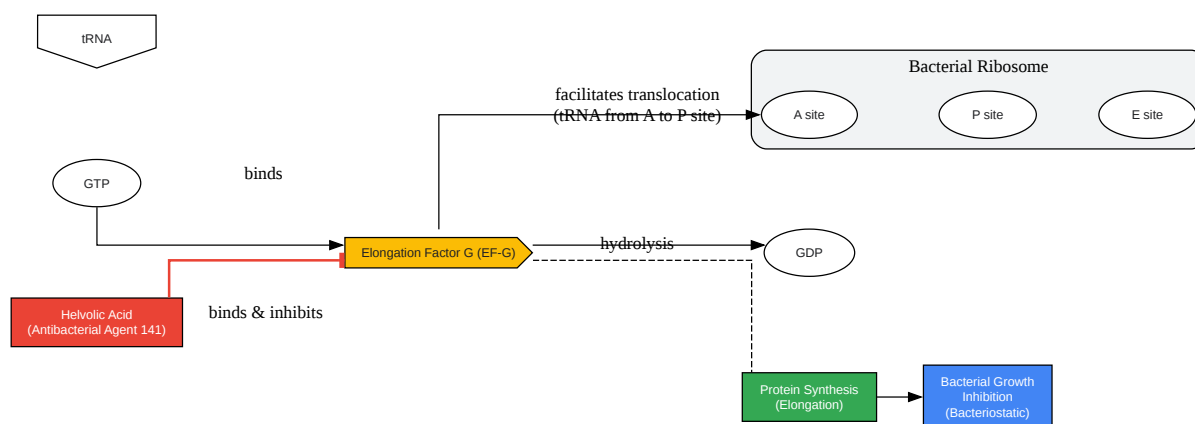 tRNA
Bacterial Ribosome
facilitates translocation
(tRNA from A to P site)
A site
P site
E site
binds
GTP
Elongation Factor G (EF-G)
hydrolysis
GDP
Helvolic Acid
(Antibacterial Agent 141)
binds & inhibits
Protein Synthesis
(Elongation)
Bacterial Growth
Inhibition
(Bacteriostatic)